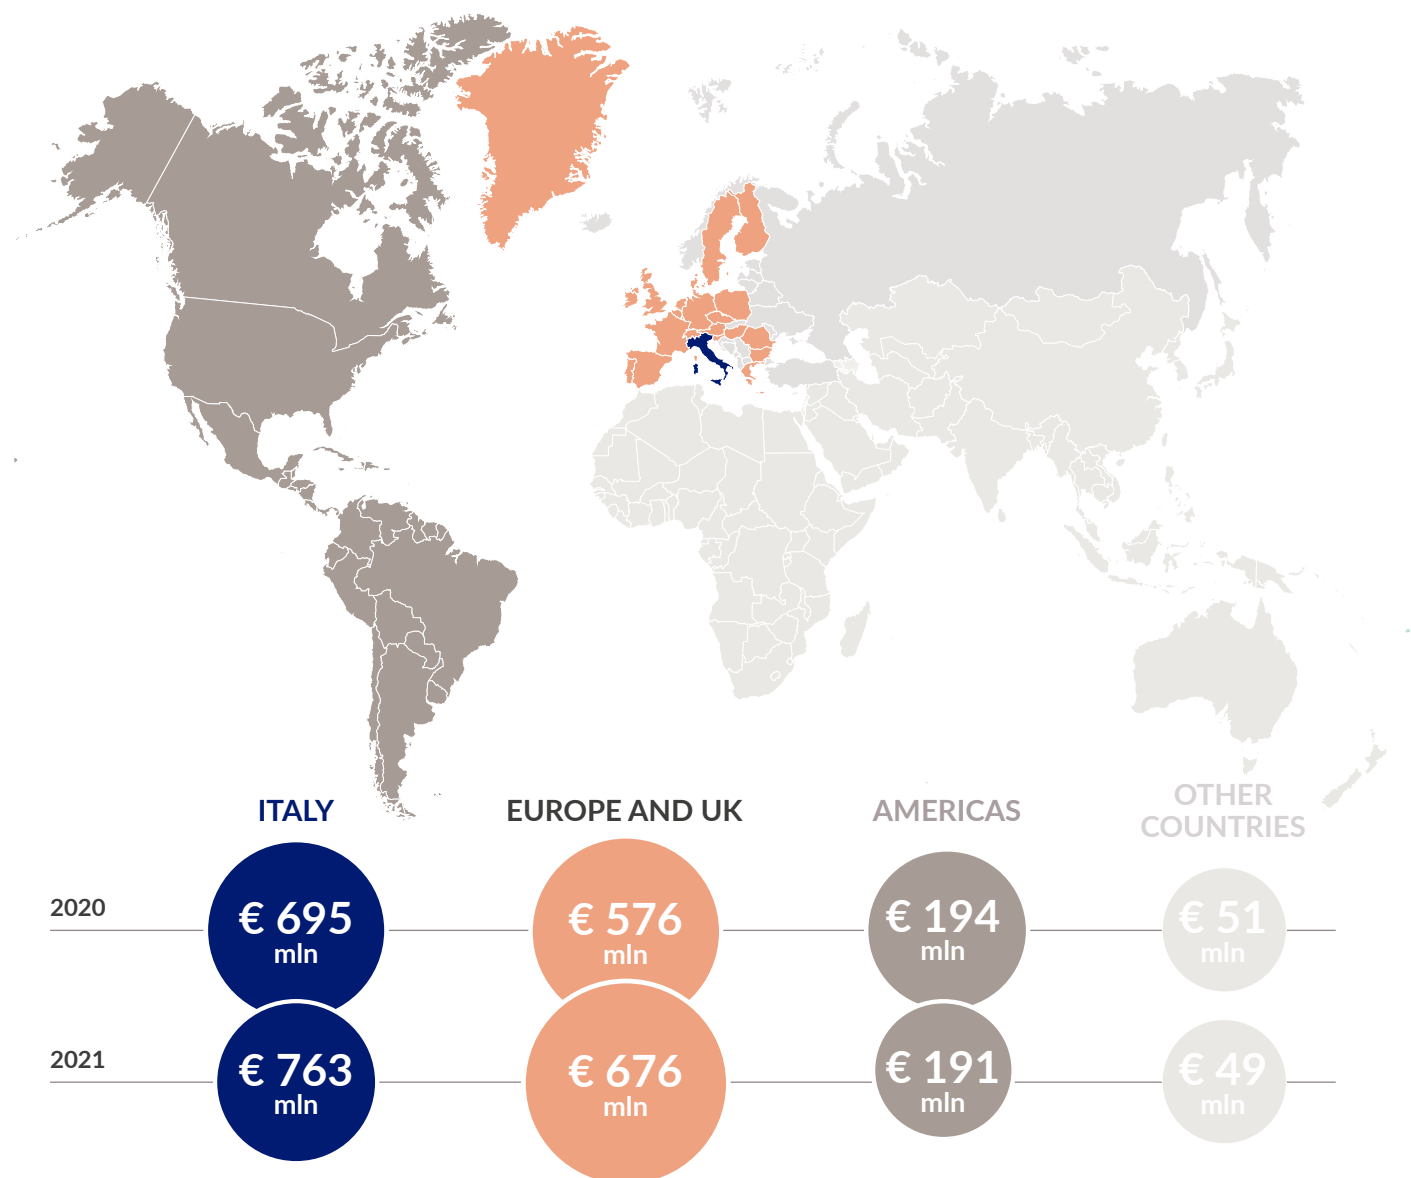 ITALY
EUROPE AND UK
AMERICAS
OTHER
COUNTRIES
2020
€ 695
mln
€ 576
mln
€ 194
mln
€ 51
mln
2021
€ 763
mln
€ 676
mln
€ 191
mln
€ 49
mln